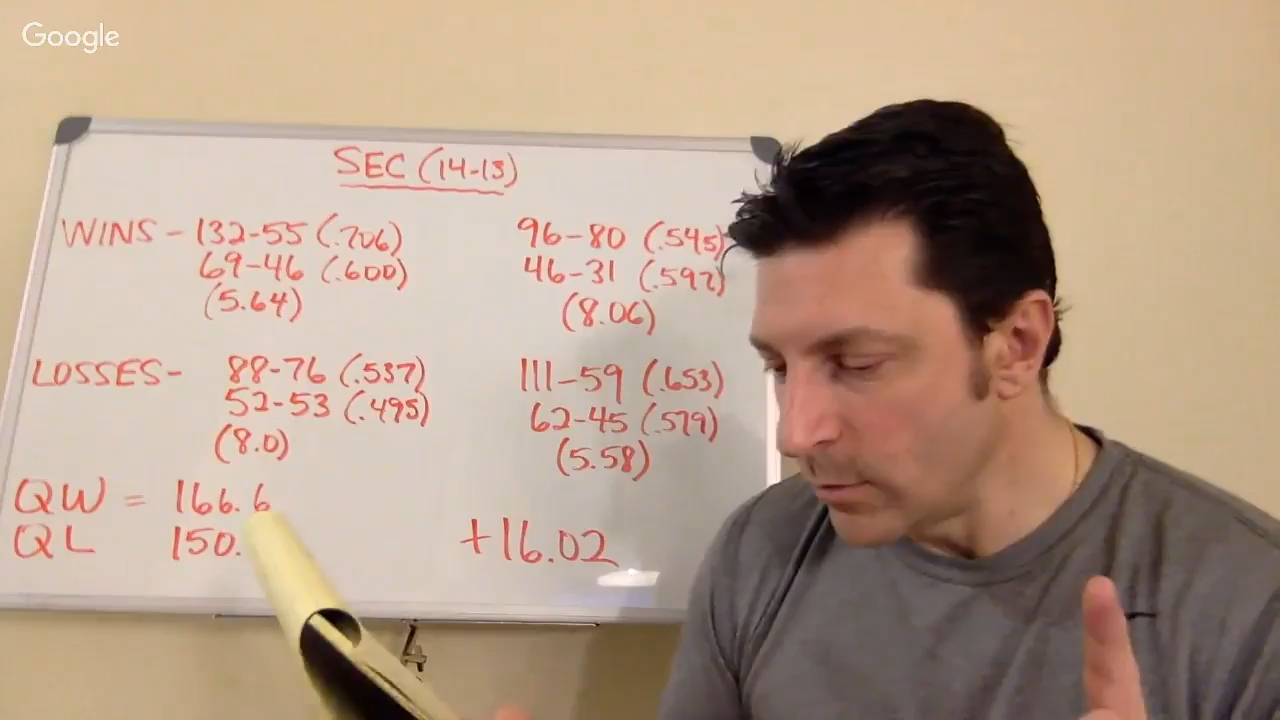 Google
SEC (14-13)
WINS - 132-55 (.706)
69-46 (.600)
(5.64)
96-80 (.545)
46-31 (.597)
(8.06)
LOSSES - 88-76 (.537)
52-53 (.495)
(8.0)
111-59 (.653)
62-45 (.579)
(5.58)
QW = 166.6
QL 150.
+16.02